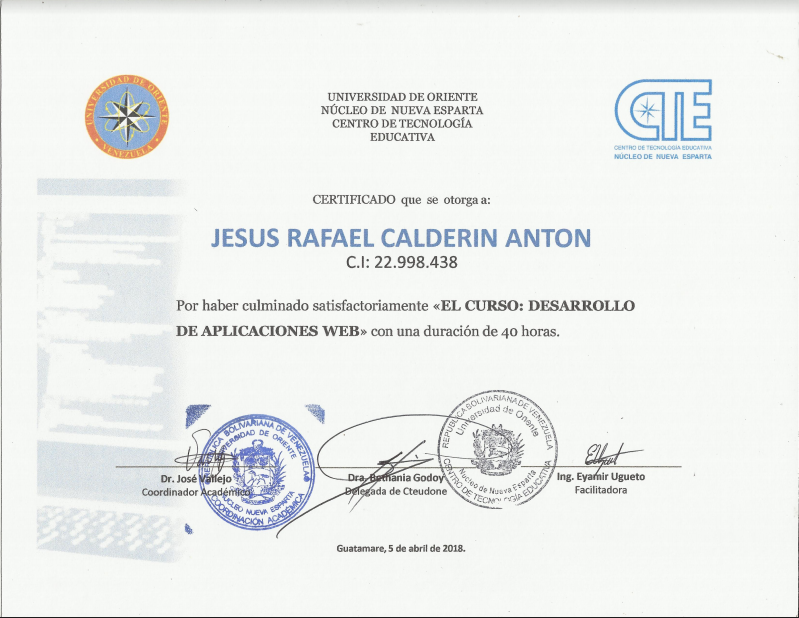 UNIVERSIDAD DE ORIENTE
VENEZUELA
UNIVERSIDAD DE ORIENTE
NÚCLEO DE NUEVA ESPARTA
CENTRO DE TECNOLOGÍA
EDUCATIVA
CTE
CENTRO DE TECNOLOGÍA EDUCATIVA
NÚCLEO DE NUEVA ESPARTA
CERTIFICADO que se otorga a:
JESUS RAFAEL CALDERIN ANTON
C.I: 22.998.438
Por haber culminado satisfactoriamente «EL CURSO: DESARROLLO
DE APLICACIONES WEB» con una duración de 40 horas.
REPÚBLICA BOLIVARIANA DE VENEZUELA
UNIVERSIDAD DE ORIENTE
NÚCLEO NUEVA ESPARTA
COORDINACIÓN ACADÉMICA
REPÚBLICA BOLIVARIANA DE VENEZUELA
Universidad de Oriente
Núcleo de Nueva Esparta
CENTRO DE TECNOLOGÍA EDUCATIVA
Dr. José Vallejo
Coordinador Académico
Dra. Bethania Godoy
Delegada de Cteudone
Ing. Eyamir Ugueto
Facilitadora
Guatamare, 5 de abril de 2018.